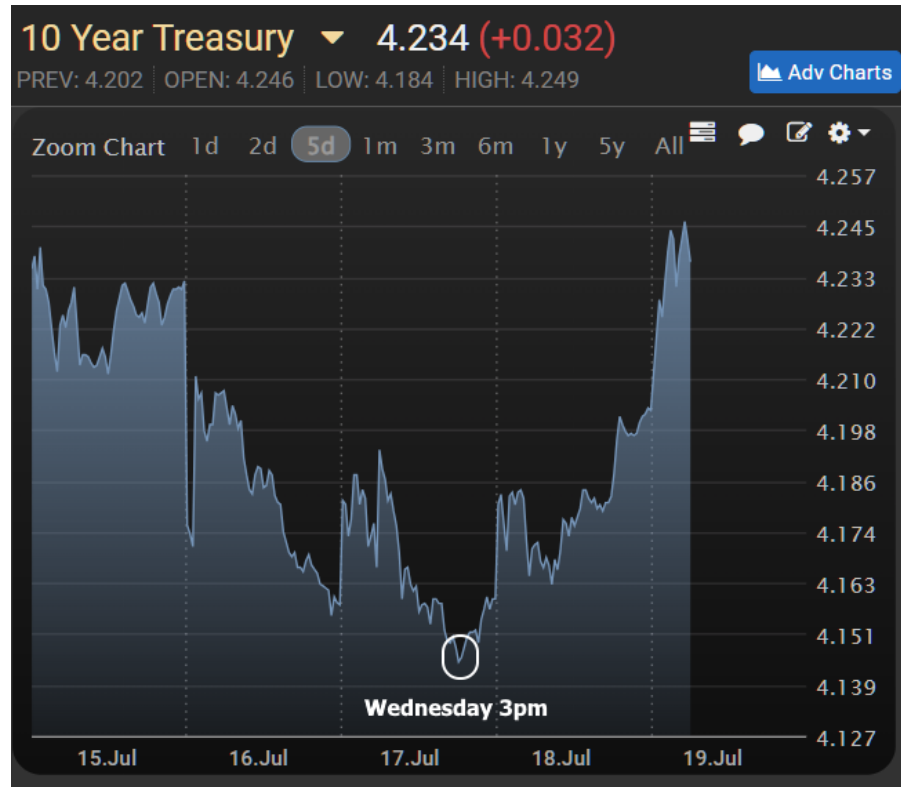 10 Year Treasury 4.234 (+0.032)
PREV: 4.202 OPEN: 4.246 LOW: 4.184 HIGH: 4.249
Adv Charts
Zoom Chart 1d 2d 5d 1m 3m 6m 1y 5y All
4.257
4.245
4.233
4.222
4.210
4.198
4.186
4.174
4.163
4.151
4.139
4.127
Wednesday 3pm
15.Jul 16.Jul 17.Jul 18.Jul 19.Jul